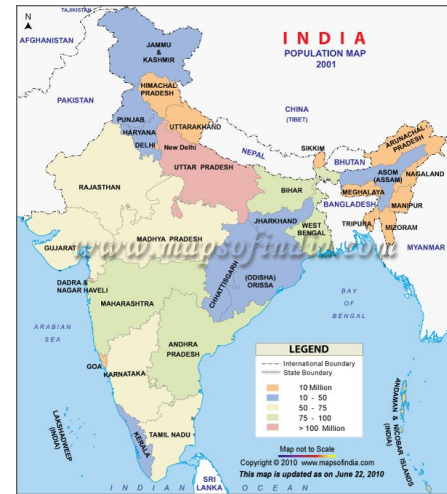 TAJIKISTAN
N
AFGHANISTAN
INDIA
POPULATION MAP
2001
JAMMU
&
KASHMIR
PAKISTAN
HIMACHAL
PRADESH
PUNJAB
CHINA
(TIBET)
UTTARAKHAND
HARYANA
DELHI
New Delhi
ARUNACHAL
PRADESH
SIKKIM
NEPAL
BHUTAN
UTTAR PRADESH
RAJASTHAN
ASOM
(ASSAM)
NAGALAND
BIHAR
MEGHALAYA
BANGLADESH
MANIPUR
JHARKHAND
WEST
BENGAL
TRIPURA
MIZORAM
GUJARAT
MADHYA PRADESH
MYANMAR
www.mapsofindia.com
CHHATTISGARH
(ODISHA)
ORISSA
DADRA &
NAGAR HAVELI
MAHARASHTRA
BAY
OF
BENGAL
ARABIAN
SEA
ANDHRA
PRADESH
GOA
KARNATAKA
LEGEND
International Boundary
State Boundary
10 Million
10 - 50
50 - 75
75 - 100
> 100 Million
ANDAMAN & NICOBAR ISLANDS
(INDIA)
LAKSHADWEEP
(INDIA)
KERALA
TAMIL NADU
Map not to Scale
Copyright © 2010 www.mapsofindia.com
This map is updated as on June 22, 2010
SRI
LANKA
INDIAN OCEAN